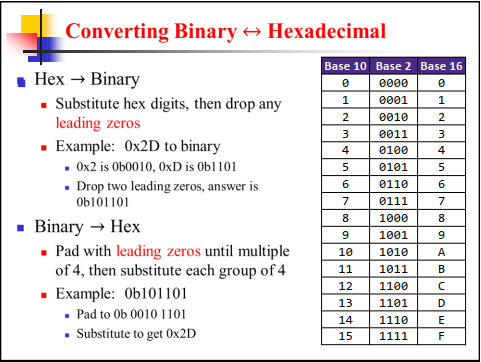 Converting Binary ↔ Hexadecimal
Hex → Binary
Substitute hex digits, then drop any
leading zeros
Example: 0x2D to binary
0x2 is 0b0010, 0xD is 0b1101
Drop two leading zeros, answer is
0b101101
Binary → Hex
Pad with leading zeros until multiple
of 4, then substitute each group of 4
Example: 0b101101
Pad to 0b 0010 1101
Substitute to get 0x2D
Base 10 Base 2 Base 16
0 0000 0
1 0001 1
2 0010 2
3 0011 3
4 0100 4
5 0101 5
6 0110 6
7 0111 7
8 1000 8
9 1001 9
10 1010 A
11 1011 B
12 1100 C
13 1101 D
14 1110 E
15 1111 F